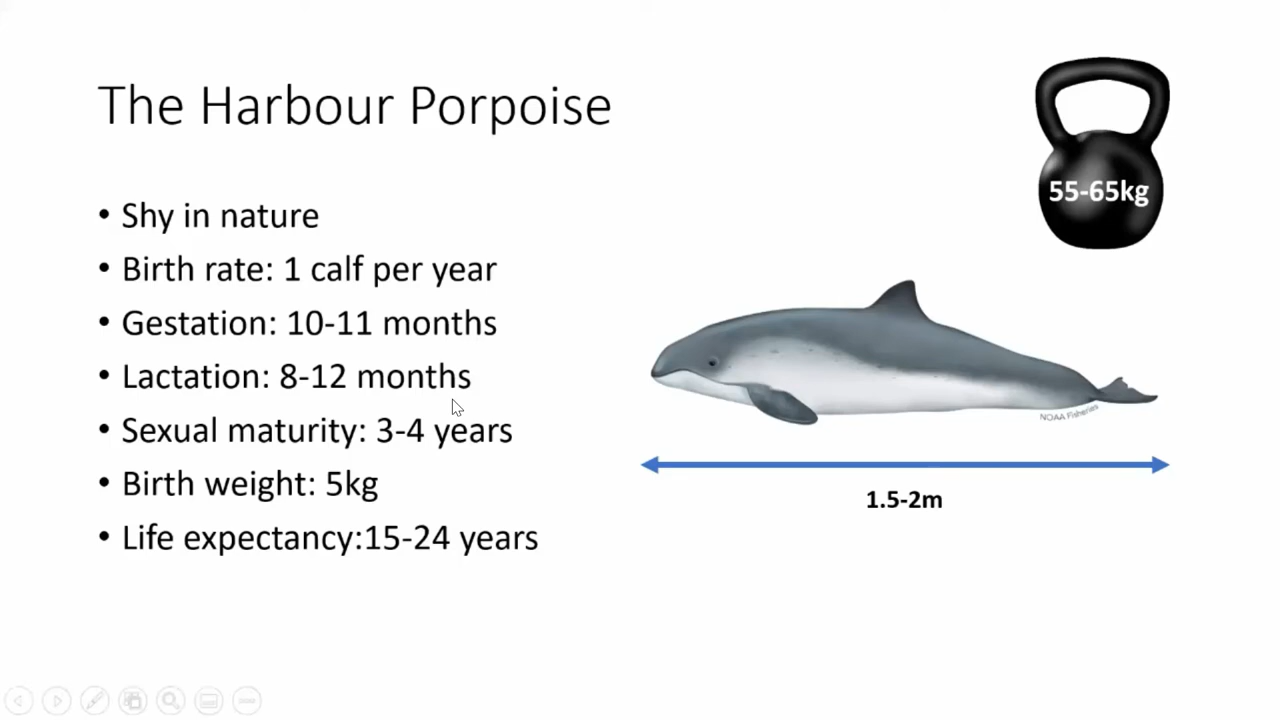 The Harbour Porpoise
55-65kg
• Shy in nature
• Birth rate: 1 calf per year
• Gestation: 10-11 months
• Lactation: 8-12 months
• Sexual maturity: 3-4 years
• Birth weight: 5kg
• Life expectancy:15-24 years
NOAA Fisheries
1.5-2m